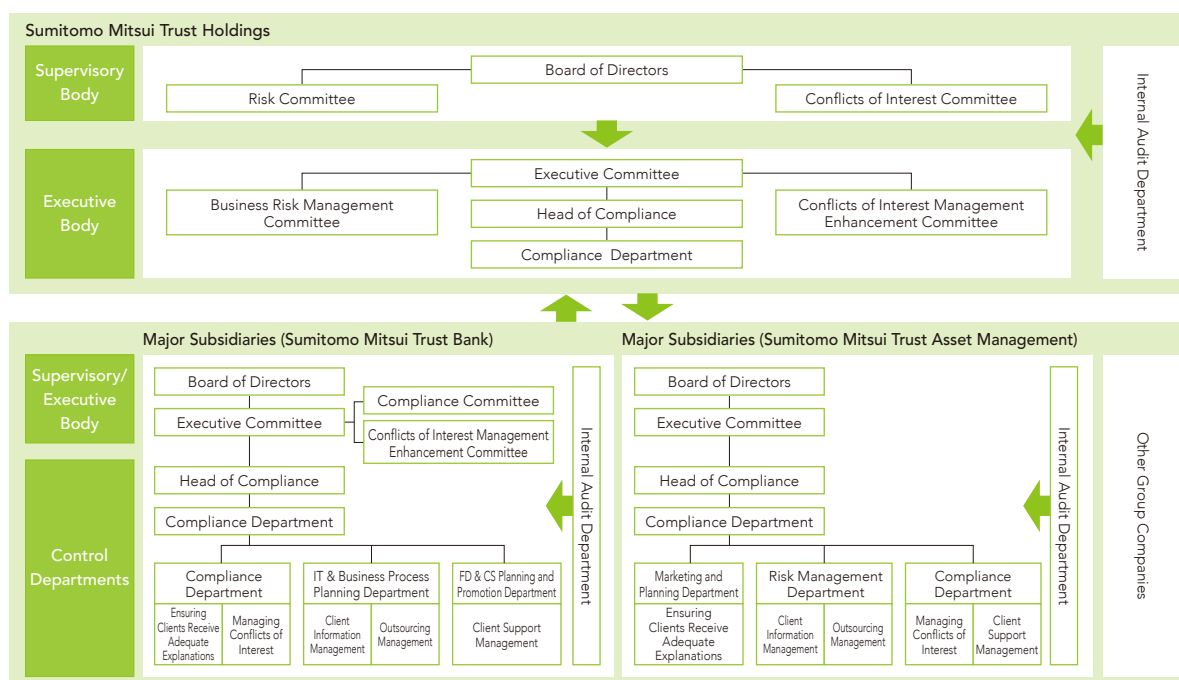 Sumitomo Mitsui Trust Holdings
Supervisory
Body
Board of Directors
Risk Committee
Conflicts of Interest Committee
Internal Audit Department
Executive
Body
Executive Committee
Business Risk Management
Committee
Head of Compliance
Conflicts of Interest Management
Enhancement Committee
Compliance Department
Major Subsidiaries (Sumitomo Mitsui Trust Bank)
Major Subsidiaries (Sumitomo Mitsui Trust Asset Management)
Supervisory/
Executive
Body
Control
Departments
Board of Directors
Executive Committee
Compliance Committee
Conflicts of Interest Management
Enhancement Committee
Head of Compliance
Compliance Department
Compliance
Department
Ensuring
Clients Receive
Adequate
Explanations
Managing
Conflicts of
Interest
IT & Business Process
Planning Department
Client
Information
Management
Outsourcing
Management
FD & CS Planning and
Promotion Department
Client Support
Management
Internal Audit Department
Board of Directors
Executive Committee
Head of Compliance
Compliance Department
Marketing and
Planning Department
Ensuring
Clients Receive
Adequate
Explanations
Risk Management
Department
Client
Information
Management
Outsourcing
Management
Compliance
Department
Managing
Conflicts of
Interest
Client
Support
Management
Internal Audit Department
Other Group Companies